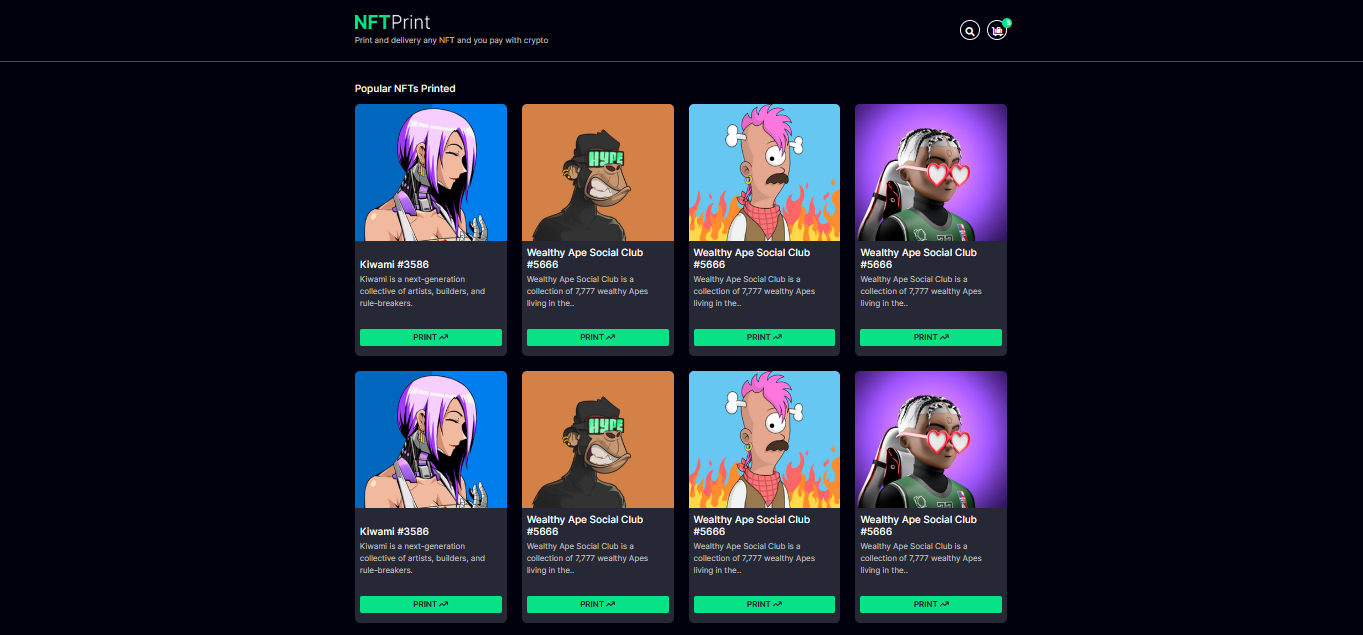 NFTPrint
Print and delivery any NFT and you pay with crypto
Popular NFTs Printed
HYPE
HYPE
Kiwami #3586
Kiwami is a next-generation
collective of artists, builders, and
rule-breakers.
PRINT
Wealthy Ape Social Club
#5666
Wealthy Ape Social Club is a
collection of 7,777 wealthy Apes
living in the..
PRINT
Wealthy Ape Social Club
#5666
Wealthy Ape Social Club is a
collection of 7,777 wealthy Apes
living in the..
PRINT
Wealthy Ape Social Club
#5666
Wealthy Ape Social Club is a
collection of 7,777 wealthy Apes
living in the..
PRINT
Kiwami #3586
Kiwami is a next-generation
collective of artists, builders, and
rule-breakers.
PRINT
Wealthy Ape Social Club
#5666
Wealthy Ape Social Club is a
collection of 7,777 wealthy Apes
living in the..
PRINT
Wealthy Ape Social Club
#5666
Wealthy Ape Social Club is a
collection of 7,777 wealthy Apes
living in the..
PRINT
Wealthy Ape Social Club
#5666
Wealthy Ape Social Club is a
collection of 7,777 wealthy Apes
living in the..
PRINT